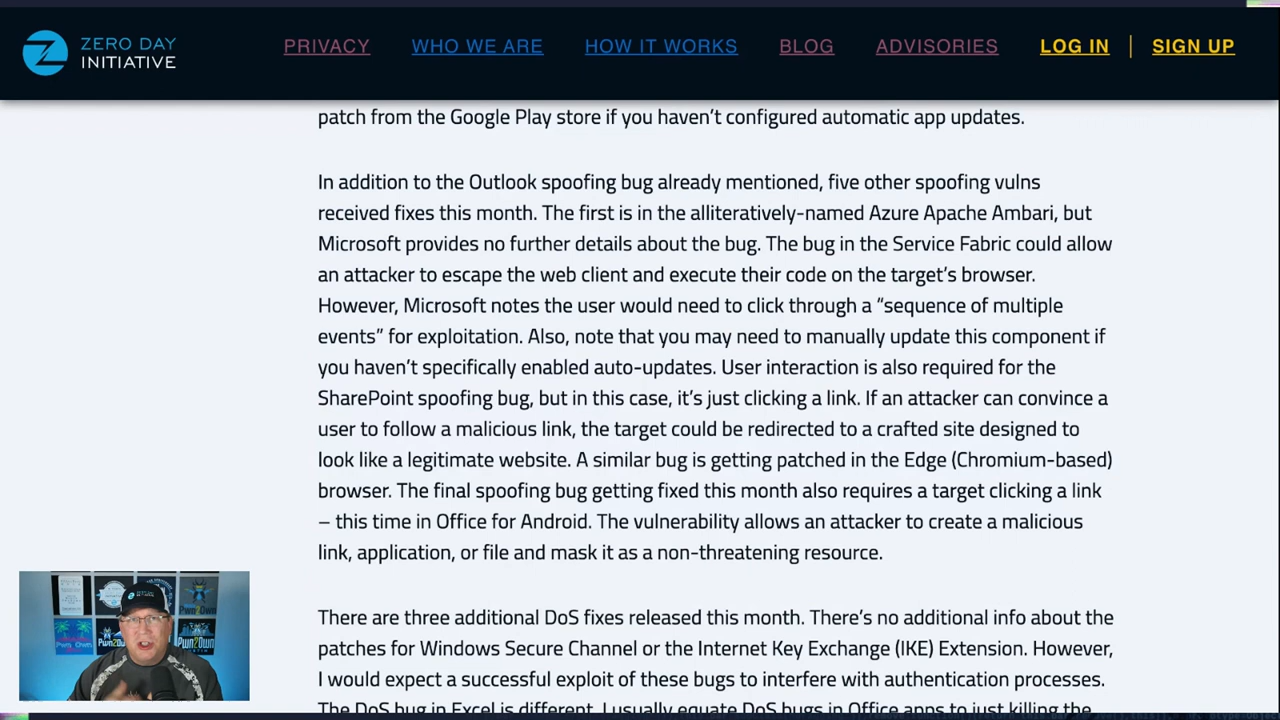 ZERO DAY
INITIATIVE
PRIVACY
WHO WE ARE
HOW IT WORKS
BLOG
ADVISORIES
LOG IN
SIGN UP
patch from the Google Play store if you haven’t configured automatic app updates.
In addition to the Outlook spoofing bug already mentioned, five other spoofing vulns
received fixes this month. The first is in the alliteratively-named Azure Apache Ambari, but
Microsoft provides no further details about the bug. The bug in the Service Fabric could allow
an attacker to escape the web client and execute their code on the target’s browser.
However, Microsoft notes the user would need to click through a “sequence of multiple
events” for exploitation. Also, note that you may need to manually update this component if
you haven’t specifically enabled auto-updates. User interaction is also required for the
SharePoint spoofing bug, but in this case, it’s just clicking a link. If an attacker can convince a
user to follow a malicious link, the target could be redirected to a crafted site designed to
look like a legitimate website. A similar bug is getting patched in the Edge (Chromium-based)
browser. The final spoofing bug getting fixed this month also requires a target clicking a link
– this time in Office for Android. The vulnerability allows an attacker to create a malicious
link, application, or file and mask it as a non-threatening resource.
There are three additional DoS fixes released this month. There’s no additional info about the
patches for Windows Secure Channel or the Internet Key Exchange (IKE) Extension. However,
I would expect a successful exploit of these bugs to interfere with authentication processes.
The DoS bug in Excel is different. I usually equate DoS bugs in Office apps to just killing the
Pwn2Own
Pwn2Own